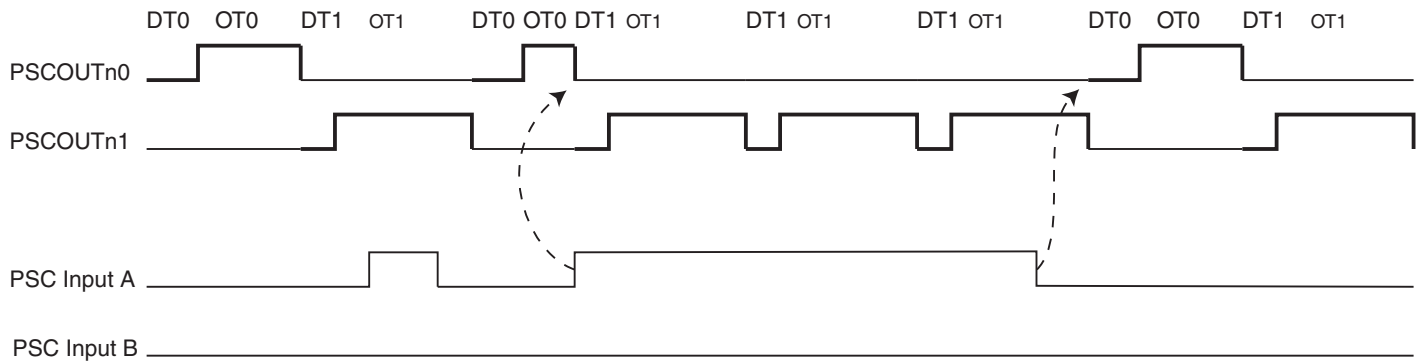 DT0 OT0 DT1 OT1 DT0 OT0 DT1 OT1 DT1 OT1 DT1 OT1 DT0 OT0 DT1 OT1
PSCOUTn0
PSCOUTn1
PSC Input A
PSC Input B